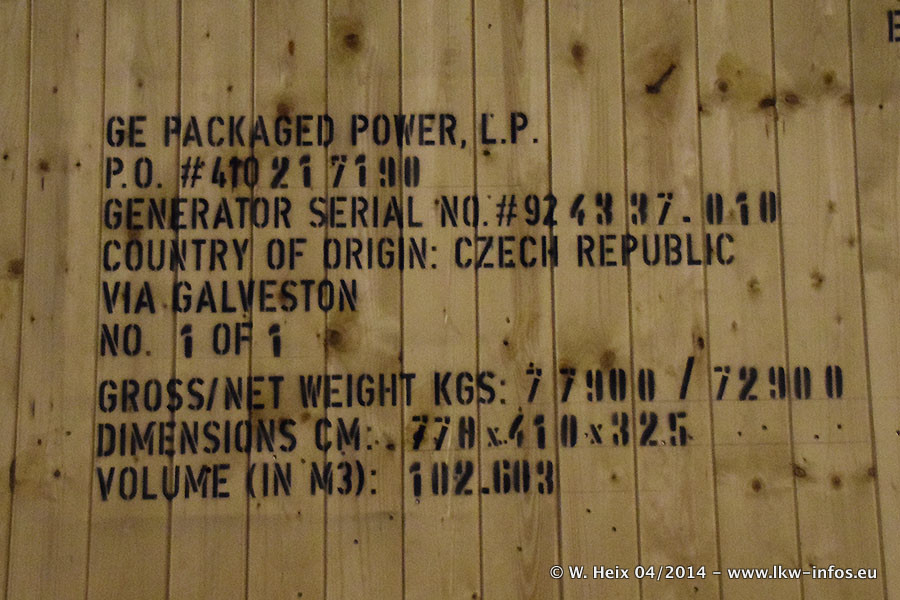 GE PACKAGED POWER, L.P.
P.O. #410217190
GENERATOR SERIAL NO.#924337.010
COUNTRY OF ORIGIN: CZECH REPUBLIC
VIA GALVESTON
NO. 1 OF 1
GROSS/NET WEIGHT KGS: 77900 / 72900
DIMENSIONS CM: 770x410x325
VOLUME (IN M3): 102.603
© W. Heix 04/2014 - www.lkw-infos.eu